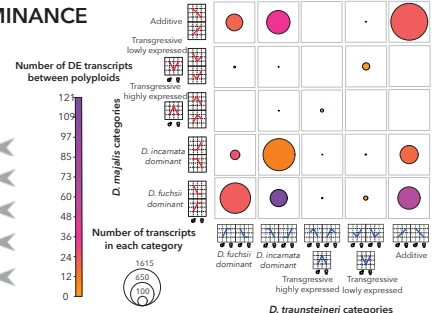 MINANCE
Additive
Transgressive
lowly expressed
Number of DE transcripts
between polyploids
Transgressive
highly expressed
D. majalis categories
121
109
97
85
73
60
48
36
24
12
0
D. incarnata
dominant
D. fuchsii
dominant
Number of transcripts
in each category
1615
650
100
D. fuchsii
dominant
D. incarnata
dominant
Transgressive
highly expressed
Transgressive
lowly expressed
Additive
D. traunsteineri categories